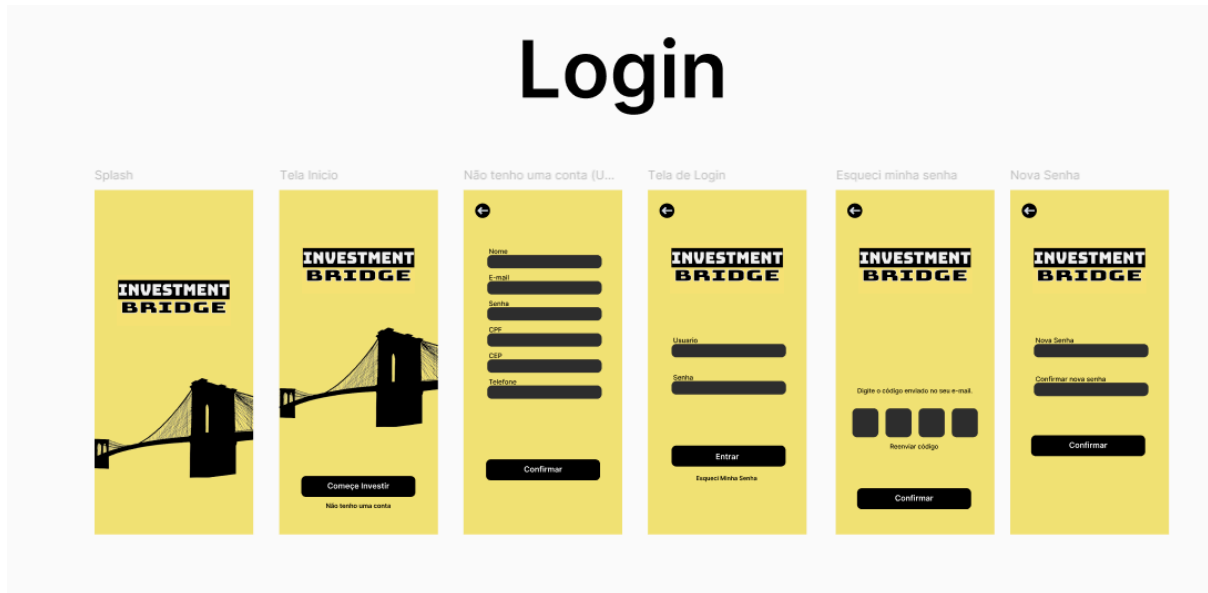 Login
Splash
INVESTMENT
BRIDGE
Tela Inicio
INVESTMENT
BRIDGE
Começe Investir
Não tenho uma conta
Não tenho uma conta (U...
Nome
E-mail
Senha
CPF
CEP
Telefone
Confirmar
Tela de Login
INVESTMENT
BRIDGE
Usuario
Senha
Entrar
Esqueci Minha Senha
Esqueci minha senha
INVESTMENT
BRIDGE
Digite o código enviado no seu e-mail.
Reenviar código
Confirmar
Nova Senha
INVESTMENT
BRIDGE
Nova Senha
Confirmar nova senha
Confirmar